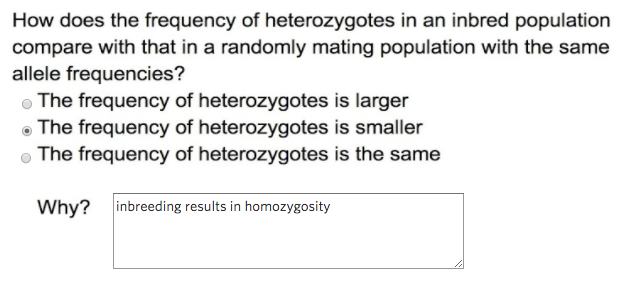 How does the frequency of heterozygotes in an inbred population
compare with that in a randomly mating population with the same
allele frequencies?
The frequency of heterozygotes is larger
The frequency of heterozygotes is smaller
The frequency of heterozygotes is the same
Why? inbreeding results in homozygosity